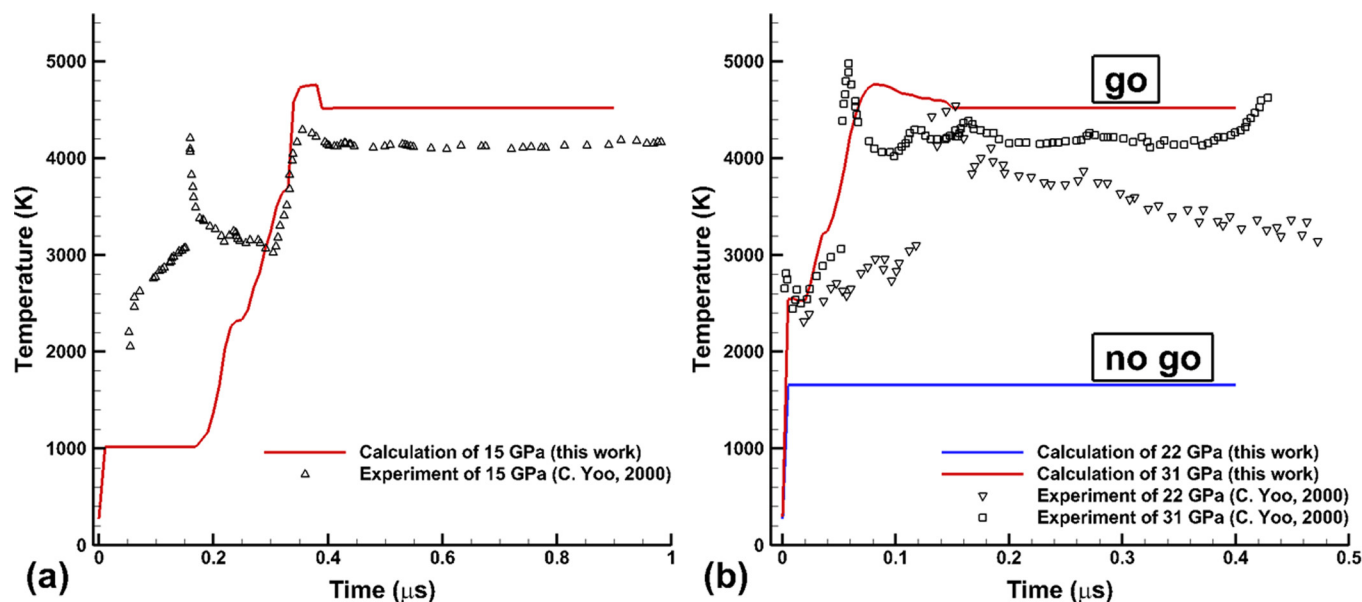 5000
4000
3000
2000
1000
0
Temperature (K)
Calculation of 15 GPa (this work)
Experiment of 15 GPa (C. Yoo, 2000)
0
0.2
0.4
0.6
0.8
1
Time (μs)
(a)
5000
4000
3000
2000
1000
0
Temperature (K)
go
no go
Calculation of 22 GPa (this work)
Calculation of 31 GPa (this work)
Experiment of 22 GPa (C. Yoo, 2000)
Experiment of 31 GPa (C. Yoo, 2000)
0
0.1
0.2
0.3
0.4
0.5
Time (μs)
(b)